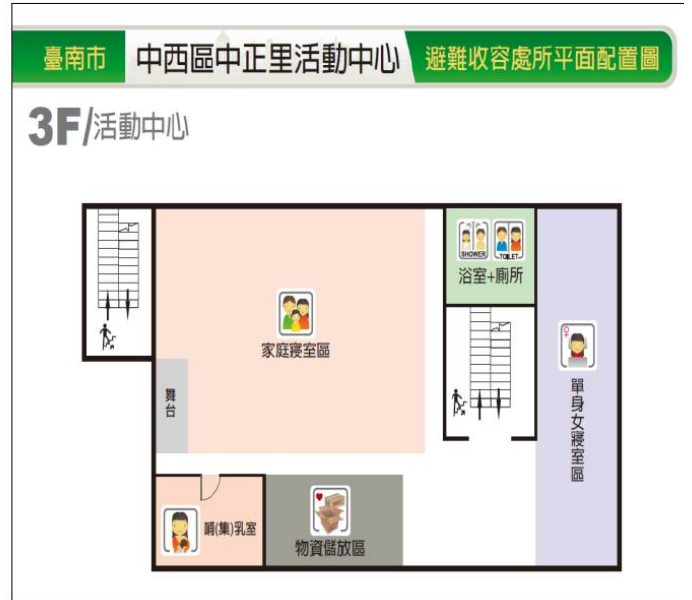 臺南市 中西區中正里活動中心 避難收容處所平面配置圖
3F/活動中心
SHOWER TOILET
浴室+廁所
家庭寢室區
舞台
單身女寢室區
哺(集)乳室
物資儲放區